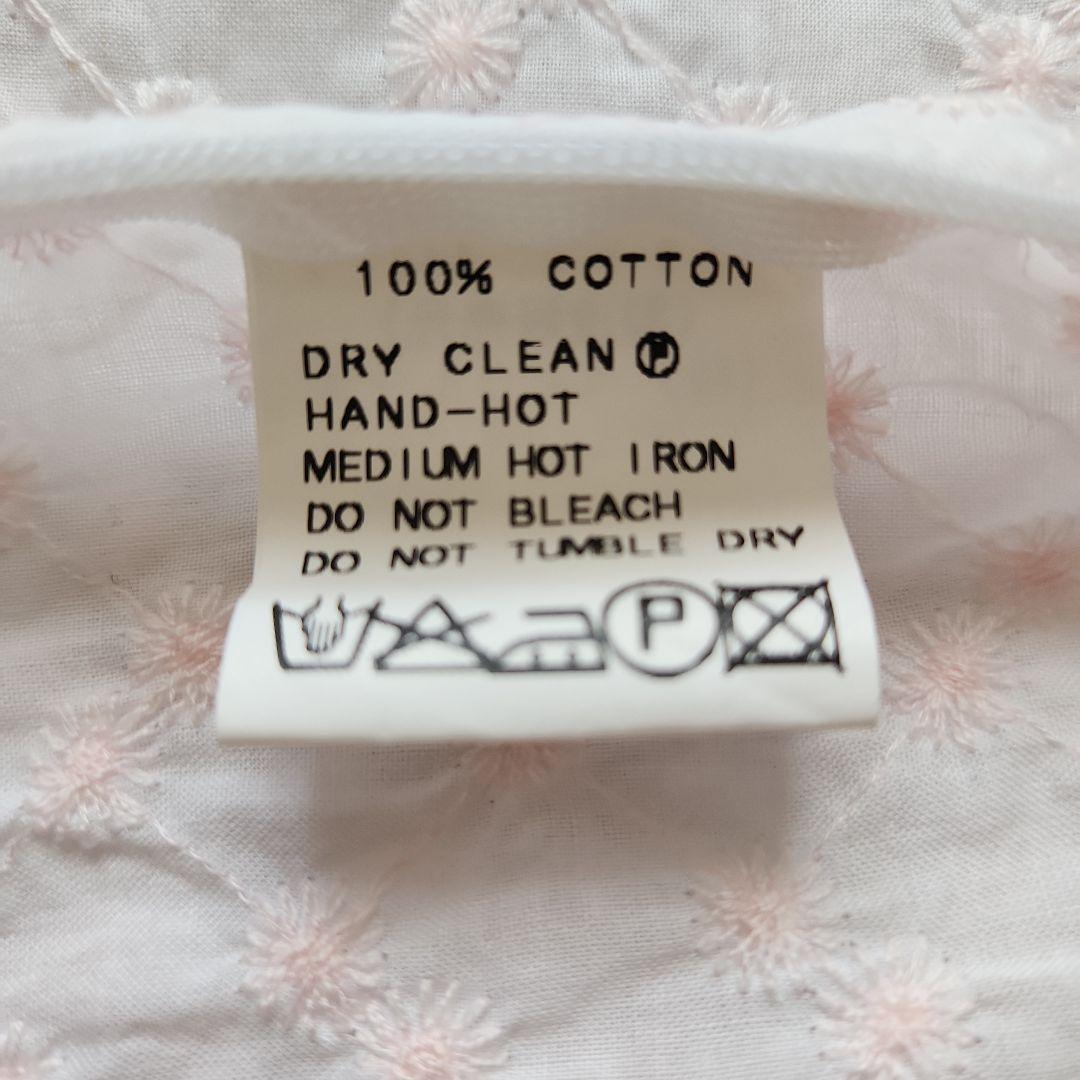 100% COTTON
DRY CLEAN Ⓟ
HAND-HOT
MEDIUM HOT IRON
DO NOT BLEACH
DO NOT TUMBLE DRY
P